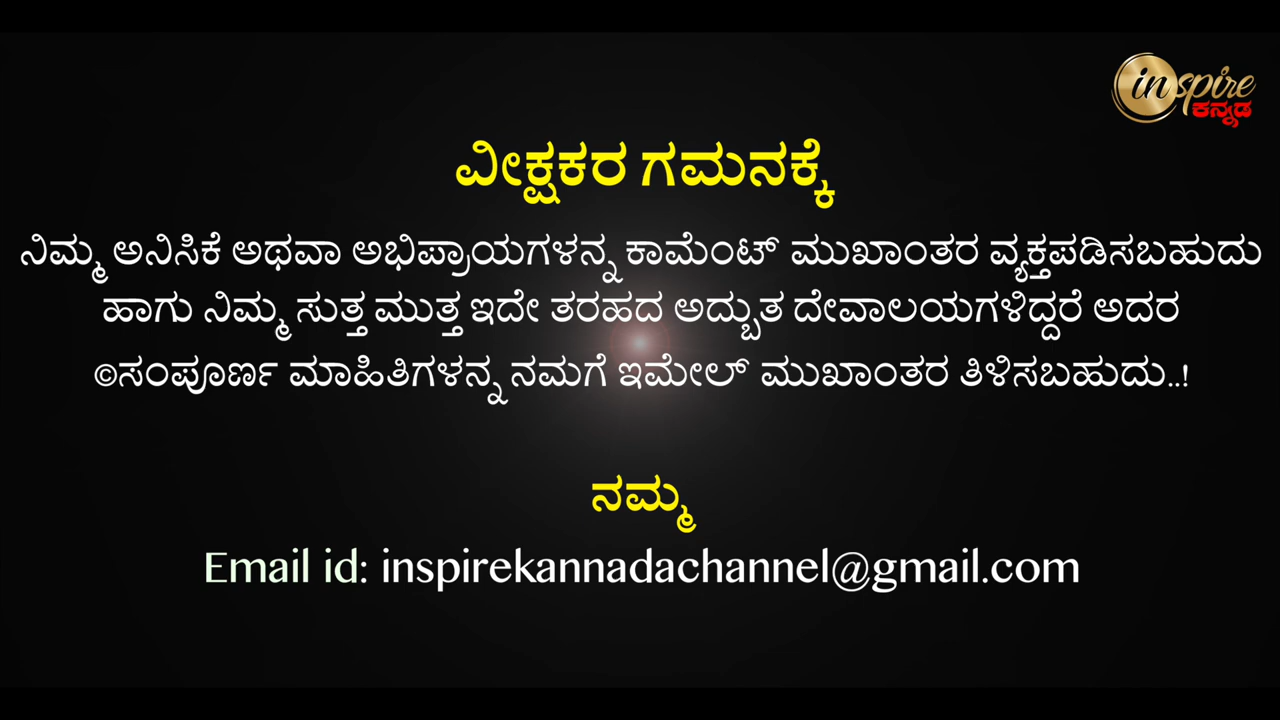 inspire
ಕನ್ನಡ
ವೀಕ್ಷಕರ ಗಮನಕ್ಕೆ
ನಿಮ್ಮ ಅನಿಸಿಕೆ ಅಥವಾ ಅಭಿಪ್ರಾಯಗಳನ್ನ ಕಾಮೆಂಟ್ ಮುಖಾಂತರ ವ್ಯಕ್ತಪಡಿಸಬಹುದು
ಹಾಗು ನಿಮ್ಮ ಸುತ್ತ ಮುತ್ತ ಇದೇ ತರಹದ ಅದ್ಬುತ ದೇವಾಲಯಗಳಿದ್ದರೆ ಅದರ
©ಸಂಪೂರ್ಣ ಮಾಹಿತಿಗಳನ್ನ ನಮಗೆ ಇಮೇಲ್ ಮುಖಾಂತರ ತಿಳಿಸಬಹುದು..!
ನಮ್ಮ
Email id: inspirekannadachannel@gmail.com